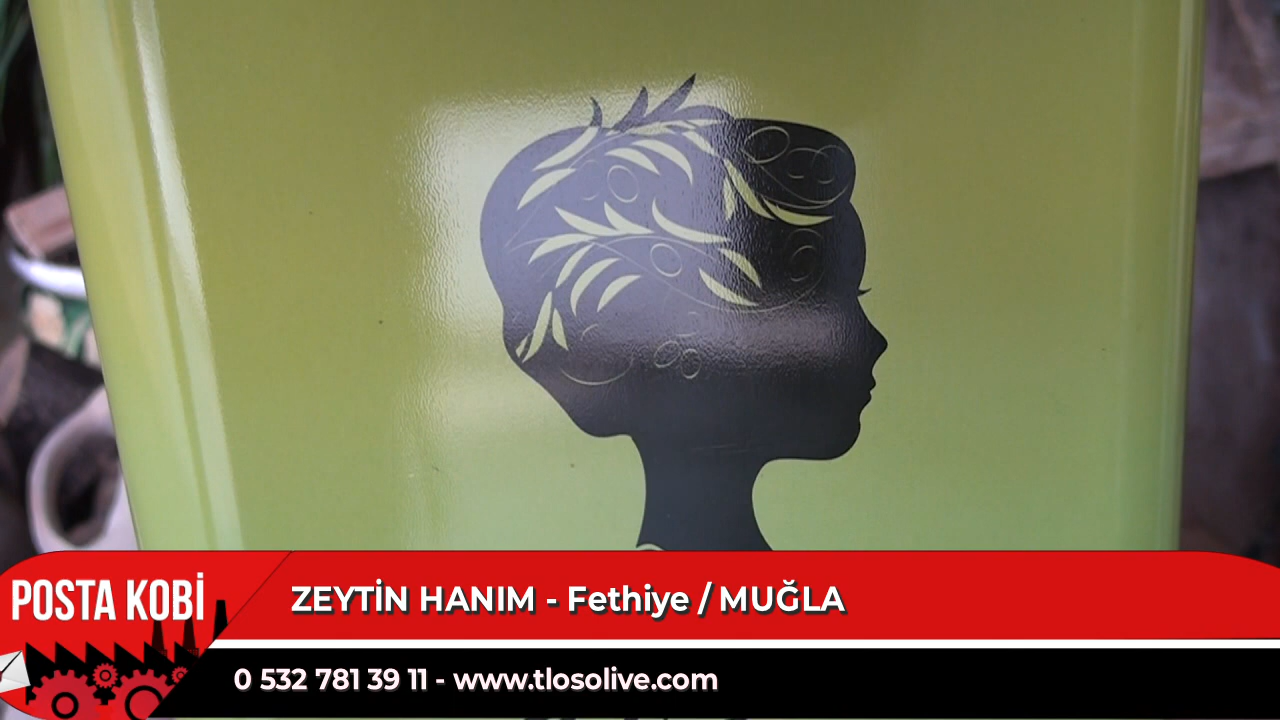 POSTA KOBİ
ZEYTİN HANIM - Fethiye / MUĞLA
0 532 781 39 11 - www.tlosolive.com